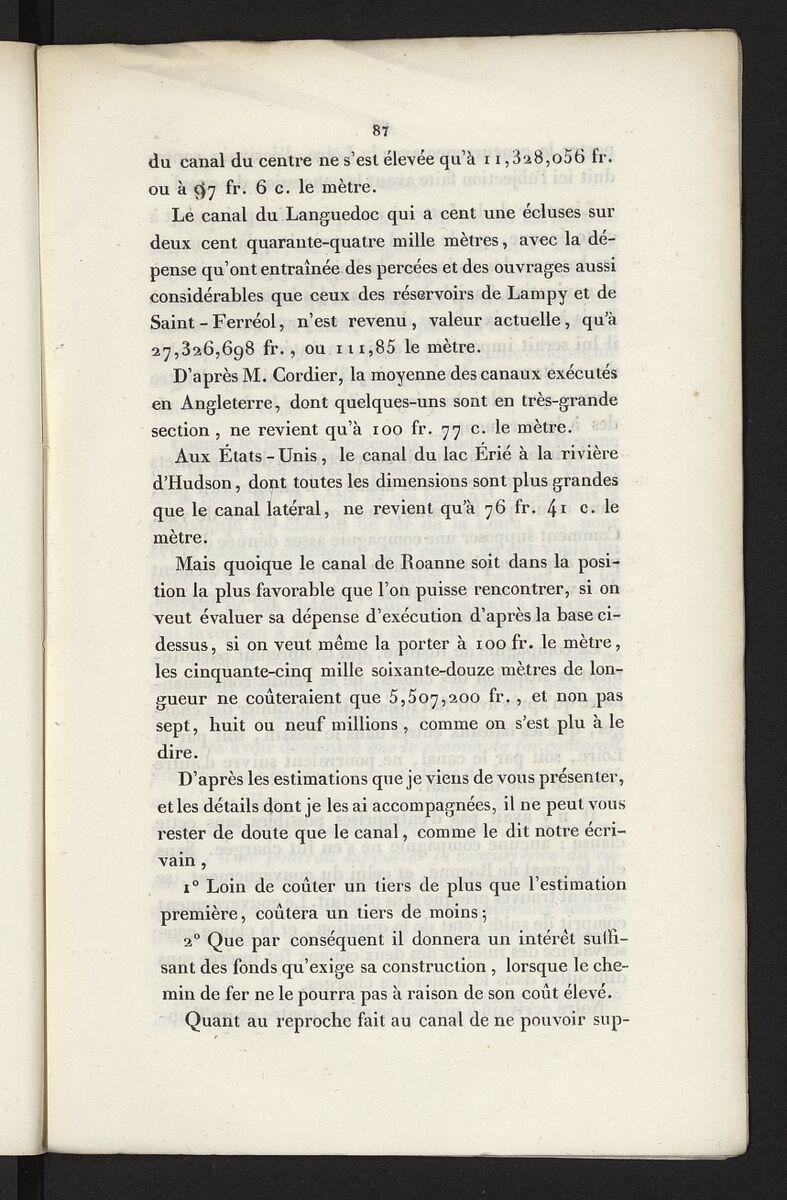 87
du canal du centre ne s'est élevée qu'à 11,328,056 fr.
ou à 97 fr. 6 c. le mètre.
Le canal du Languedoc qui a cent une écluses sur
deux cent quarante-quatre mille mètres, avec la dé-
pense qu'ont entraînée des percées et des ouvrages aussi
considérables que ceux des réservoirs de Lampy et de
Saint-Ferréol, n'est revenu, valeur actuelle, qu'à
27,326,698 fr., ou 111,85 le mètre.
D'après M. Cordier, la moyenne des canaux exécutés
en Angleterre, dont quelques-uns sont en très-grande
section, ne revient qu'à 100 fr. 77 c. le mètre.
Aux États-Unis, le canal du lac Érié à la rivière
d'Hudson, dont toutes les dimensions sont plus grandes
que le canal latéral, ne revient qu'à 76 fr. 41 c. le
mètre.
Mais quoique le canal de Roanne soit dans la posi-
tion la plus favorable que l'on puisse rencontrer, si on
veut évaluer sa dépense d'exécution d'après la base ci-
dessus, si on veut même la porter à 100 fr. le mètre,
les cinquante-cinq mille soixante-douze mètres de lon-
gueur ne coûteraient que 5,507,200 fr., et non pas
sept, huit ou neuf millions, comme on s'est plu à le
dire.
D'après les estimations que je viens de vous présenter,
et les détails dont je les ai accompagnées, il ne peut vous
rester de doute que le canal, comme le dit notre écri-
vain,
1° Loin de coûter un tiers de plus que l'estimation
première, coûtera un tiers de moins;
2° Que par conséquent il donnera un intérêt suffi-
sant des fonds qu'exige sa construction, lorsque le che-
min de fer ne le pourra pas à raison de son coût élevé.
Quant au reproche fait au canal de ne pouvoir sup-